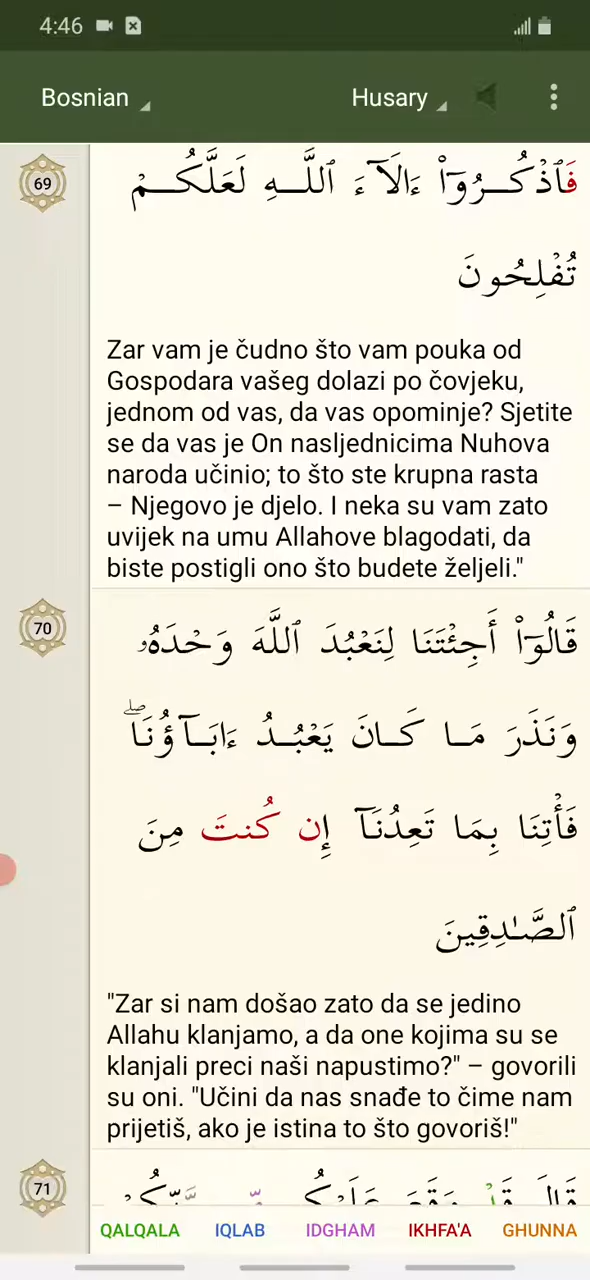 4:46
Bosnian
Husary
69
فَٱذْكُرُوٓا۟ ءَالَآءَ ٱللَّهِ لَعَلَّكُمْ
تُفْلِحُونَ
Zar vam je čudno što vam pouka od
Gospodara vašeg dolazi po čovjeku,
jednom od vas, da vas opominje? Sjetite
se da vas je On nasljednicima Nuhova
naroda učinio; to što ste krupna rasta
– Njegovo je djelo. I neka su vam zato
uvijek na umu Allahove blagodati, da
biste postigli ono što budete željeli."
70
قَالُوٓا۟ أَجِئْتَنَا لِنَعْبُدَ ٱللَّهَ وَحْدَهُۥ
وَنَذَرَ مَا كَانَ يَعْبُدُ ءَابَآؤُنَا ۖ
فَأْتِنَا بِمَا تَعِدُنَآ إِن كُنتَ مِنَ
ٱلصَّـٰدِقِينَ
"Zar si nam došao zato da se jedino
Allahu klanjamo, a da one kojima su se
klanjali preci naši napustimo?" – govorili
su oni. "Učini da nas snađe to čime nam
prijetiš, ako je istina to što govoriš!"
71
قَالَ قَدْ وَقَعَ عَلَيْكُم مِّن رَّبِّكُمْ
QALQALA
IQLAB
IDGHAM
IKHFA'A
GHUNNA